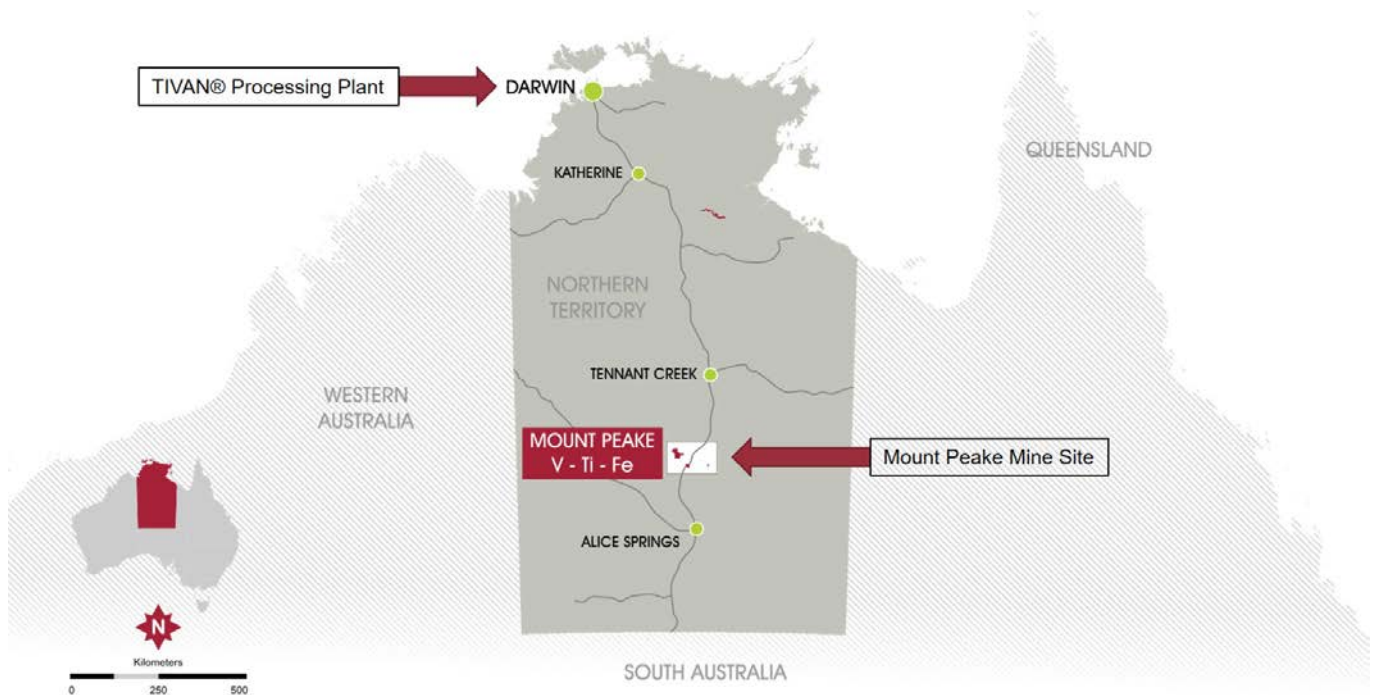 TIVAN® Processing Plant
DARWIN
QUEENSLAND
KATHERINE
NORTHERN
TERRITORY
TENNANT CREEK
WESTERN
AUSTRALIA
MOUNT PEAKE
V - Ti - Fe
Mount Peake Mine Site
ALICE SPRINGS
N
Kilometers
0 250 500
SOUTH AUSTRALIA